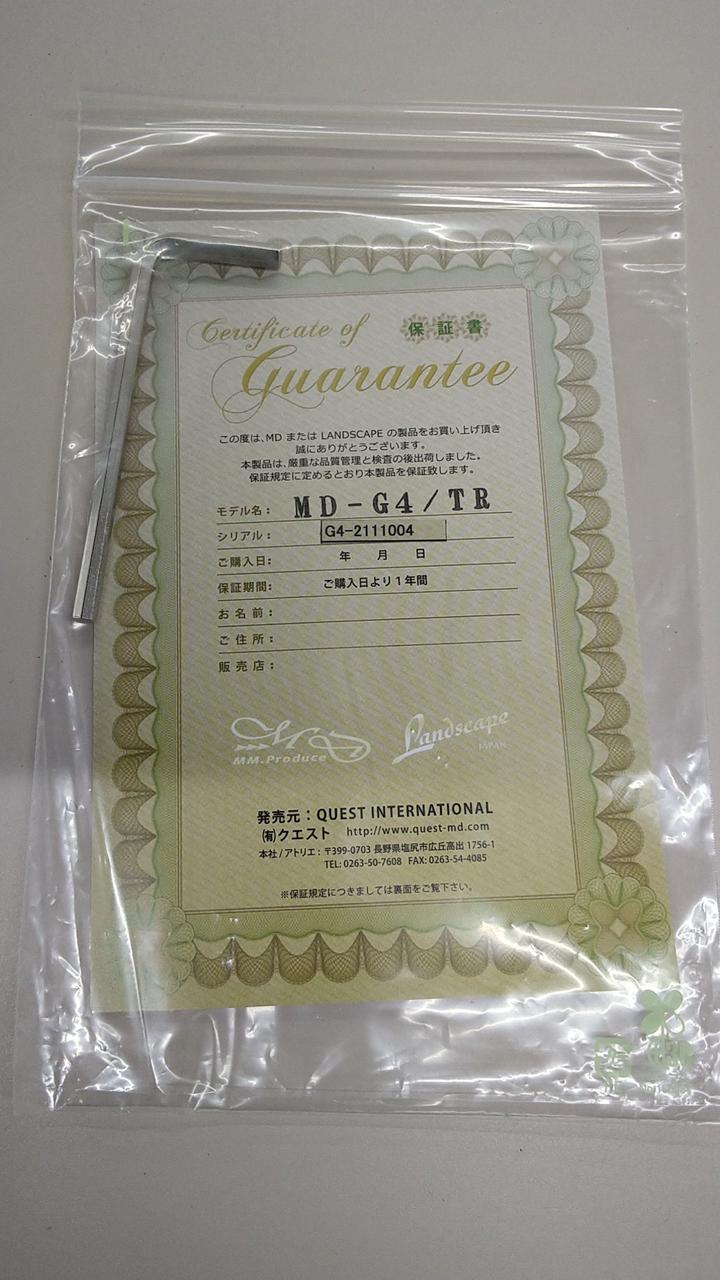 Certificate of 保証書
Guarantee
この度は、MD または LANDSCAPE の製品をお買い上げ頂き
誠にありがとうございます。
本製品は、厳重な品質管理と検査の後出荷しました。
保証規定に定めるとおり本製品を保証致します。
モデル名： MD-G4/TR
シリアル： G4-2111004
ご購入日： 年 月 日
保証期間： ご購入日より1年間
お名前：
ご住所：
販売店：
MD Landscape
MM.Produce JAPAN
発売元：QUEST INTERNATIONAL
㈲クエスト http://www.quest-md.com
本社/アトリエ：〒399-0703 長野県塩尻市広丘高出 1756-1
TEL: 0263-50-7608 FAX: 0263-54-4085
※保証規定につきましては裏面をご覧下さい。